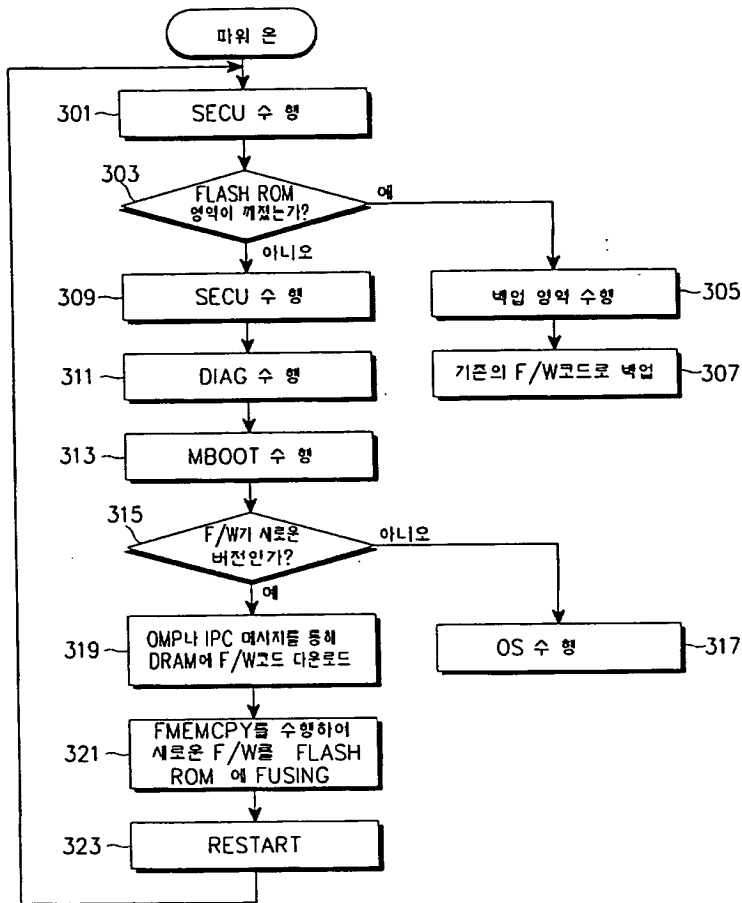 파워 온
301
SECU 수 행
303
FLASH ROM
영역이 깨졌는가?
예
아니오
309
SECU 수 행
백업 영역 수행
305
311
DIAG 수 행
기존의 F/W코드로 백업
307
313
MBOOT 수 행
315
F/W가 새로운
버전인가?
아니오
예
319
OMP나 IPC 메시지를 통해
DRAM에 F/W코드 다운로드
OS 수 행
317
321
FMEMCPY를 수행하여
새로운 F/W를 FLASH
ROM 에 FUSING
323
RESTART